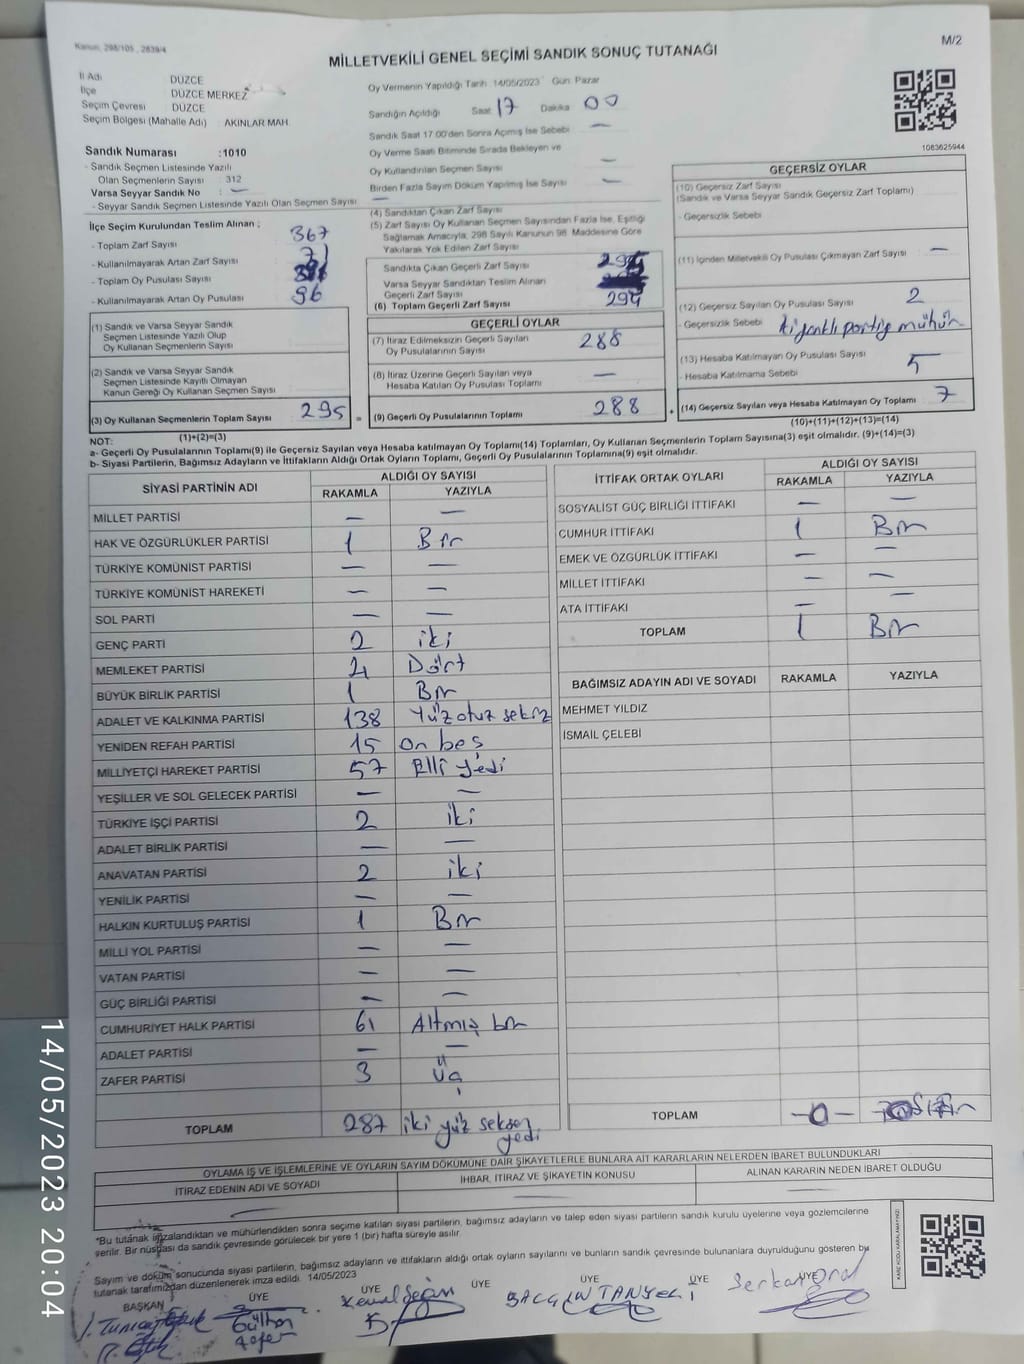 Kanun, 298/105 , 2839/4
M/2
MİLLETVEKİLİ GENEL SEÇİMİ SANDIK SONUÇ TUTANAĞI
İl Adı DÜZCE
İlçe DÜZCE MERKEZ
Seçim Çevresi DÜZCE
Seçim Bölgesi (Mahalle Adı) : AKINLAR MAH.
Sandık Numarası :1010
- Sandık Seçmen Listesinde Yazılı
Olan Seçmenlerin Sayısı 312
Varsa Seyyar Sandık No —
- Seyyar Sandık Seçmen Listesinde Yazılı Olan Seçmen Sayısı —
Oy Vermenin Yapıldığı Tarih 14/05/2023 Gün: Pazar
Sandığın Açıldığı Saat 17 Dakika 00
Sandık Saat 17:00'den Sonra Açılmış İse Sebebi —
Oy Verme Saati Bitiminde Sırada Bekleyen ve
Oy Kullandırılan Seçmen Sayısı —
Birden Fazla Sayım Döküm Yapılmış İse Sayısı —
1083625944
İlçe Seçim Kurulundan Teslim Alınan ;
- Toplam Zarf Sayısı 367
- Kullanılmayarak Artan Zarf Sayısı 71
- Toplam Oy Pusulası Sayısı
- Kullanılmayarak Artan Oy Pusulası 96
(4) Sandıktan Çıkan Zarf Sayısı
(5) Zarf Sayısı Oy Kullanan Seçmen Sayısından Fazla İse, Eşitliği
Sağlamak Amacıyla, 298 Sayılı Kanunun 98. Maddesine Göre
Yakılarak Yok Edilen Zarf Sayısı
Sandıkta Çıkan Geçerli Zarf Sayısı
Varsa Seyyar Sandıktan Teslim Alınan
Geçerli Zarf Sayısı
(6) Toplam Geçerli Zarf Sayısı 294
GEÇERSİZ OYLAR
(10) Geçersiz Zarf Sayısı
(Sandık ve Varsa Seyyar Sandık Geçersiz Zarf Toplamı)
- Geçersizlik Sebebi
(11) İçinden Milletvekili Oy Pusulası Çıkmayan Zarf Sayısı —
(12) Geçersiz Sayılan Oy Pusulası Sayısı 2
- Geçersizlik Sebebi mühür
(13) Hesaba Katılmayan Oy Pusulası Sayısı 5
- Hesaba Katılmama Sebebi
(14) Geçersiz Sayılan veya Hesaba Katılmayan Oy Toplamı 7
(10)+(11)+(12)+(13)=(14)
(1) Sandık ve Varsa Seyyar Sandık
Seçmen Listesinde Yazılı Olup
Oy Kullanan Seçmenlerin Sayısı
(2) Sandık ve Varsa Seyyar Sandık
Seçmen Listesinde Kayıtlı Olmayan
Kanun Gereği Oy Kullanan Seçmen Sayısı
(3) Oy Kullanan Seçmenlerin Toplam Sayısı 295
(1)+(2)=(3)
GEÇERLİ OYLAR
(7) İtiraz Edilmeksizin Geçerli Sayılan
Oy Pusulalarının Sayısı 288
(8) İtiraz Üzerine Geçerli Sayılan veya
Hesaba Katılan Oy Pusulası Toplamı —
= (9) Geçerli Oy Pusulalarının Toplamı 288 +
NOT:
a- Geçerli Oy Pusulalarının Toplamı(9) ile Geçersiz Sayılan veya Hesaba katılmayan Oy Toplamı(14) Toplamları, Oy Kullanan Seçmenlerin Toplam Sayısına(3) eşit olmalıdır. (9)+(14)=(3)
b- Siyasi Partilerin, Bağımsız Adayların ve İttifakların Aldığı Ortak Oyların Toplamı, Geçerli Oy Pusulalarının Toplamına(9) eşit olmalıdır.
SİYASİ PARTİNİN ADI ALDIĞI OY SAYISI
RAKAMLA YAZIYLA
MİLLET PARTİSİ — —
HAK VE ÖZGÜRLÜKLER PARTİSİ 1 Bir
TÜRKİYE KOMÜNİST PARTİSİ — —
TÜRKİYE KOMÜNİST HAREKETİ — —
SOL PARTİ — —
GENÇ PARTİ 2 iki
MEMLEKET PARTİSİ 4 Dört
BÜYÜK BİRLİK PARTİSİ 1 Bir
ADALET VE KALKINMA PARTİSİ 138 Yüz otuz sekiz
YENİDEN REFAH PARTİSİ 15 On beş
MİLLİYETÇİ HAREKET PARTİSİ 57 Elli yedi
YEŞİLLER VE SOL GELECEK PARTİSİ — —
TÜRKİYE İŞÇİ PARTİSİ 2 iki
ADALET BİRLİK PARTİSİ — —
ANAVATAN PARTİSİ 2 iki
YENİLİK PARTİSİ — —
HALKIN KURTULUŞ PARTİSİ 1 Bir
MİLLİ YOL PARTİSİ — —
VATAN PARTİSİ — —
GÜÇ BİRLİĞİ PARTİSİ — —
CUMHURİYET HALK PARTİSİ 61 Altmış bir
ADALET PARTİSİ — —
ZAFER PARTİSİ 3 üç
TOPLAM 287 iki yüz seksen
yedi
İTTİFAK ORTAK OYLARI ALDIĞI OY SAYISI
RAKAMLA YAZIYLA
SOSYALİST GÜÇ BİRLİĞİ İTTİFAKI — —
CUMHUR İTTİFAKI 1 Bir
EMEK VE ÖZGÜRLÜK İTTİFAKI — —
MİLLET İTTİFAKI — —
ATA İTTİFAKI — —
TOPLAM 1 Bir
BAĞIMSIZ ADAYIN ADI VE SOYADI RAKAMLA YAZIYLA
MEHMET YILDIZ
İSMAİL ÇELEBİ
TOPLAM —0—
OYLAMA İŞ VE İŞLEMLERİNE VE OYLARIN SAYIM DÖKÜMÜNE DAİR ŞİKAYETLERLE BUNLARA AİT KARARLARIN NELERDEN İBARET BULUNDUKLARI
İTİRAZ EDENİN ADI VE SOYADI İHBAR, İTİRAZ VE ŞİKAYETİN KONUSU ALINAN KARARIN NEDEN İBARET OLDUĞU
— — —
*Bu tutanak imzalandıktan ve mühürlendikten sonra seçime katılan siyasi partilerin, bağımsız adayların ve talep eden siyasi partilerin sandık kurulu üyelerine veya gözlemcilerine
verilir. Bir nüshası da sandık çevresinde görülecek bir yere 1 (bir) hafta süreyle asılır.
Sayım ve döküm sonucunda siyasi partilerin, bağımsız adayların ve ittifakların aldığı ortak oyların sayılarını ve bunların sandık çevresinde bulunanlara duyrulduğunu gösteren bu
tutanak tarafımızdan düzenlenerek imza edildi. 14/05/2023
BAŞKAN ÜYE ÜYE ÜYE ÜYE ÜYE ÜYE
Gülhan
Kemal
TANYELİ
Serkan
KARE KODU KARALAMAYINIZ!
14/05/2023 20:04